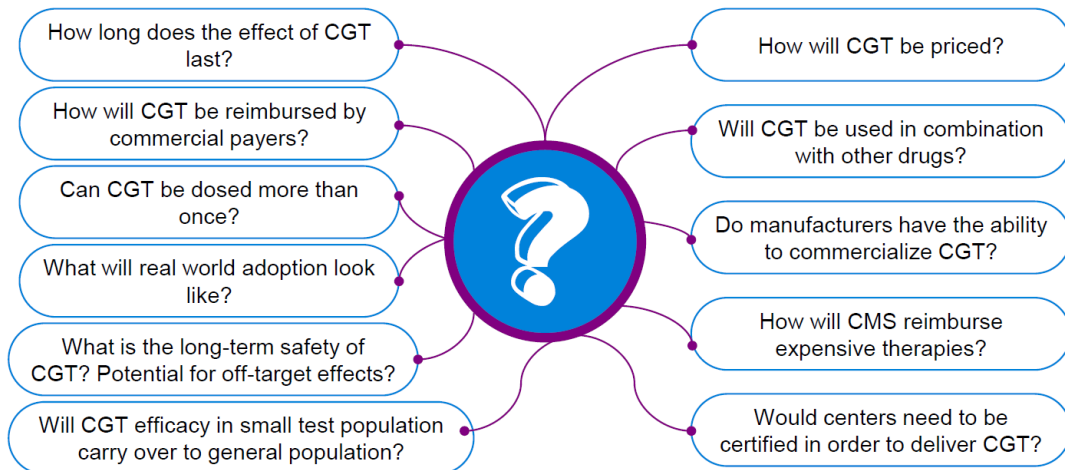 How long does the effect of CGT
last?
How will CGT be reimbursed by
commercial payers?
Can CGT be dosed more than
once?
What will real world adoption look
like?
What is the long-term safety of
CGT? Potential for off-target effects?
Will CGT efficacy in small test population
carry over to general population?
How will CGT be priced?
Will CGT be used in combination
with other drugs?
Do manufacturers have the ability
to commercialize CGT?
How will CMS reimburse
expensive therapies?
Would centers need to be
certified in order to deliver CGT?
?